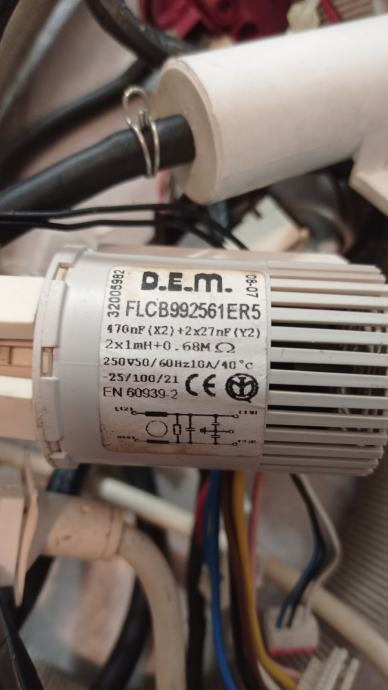 D.E.M.
32005982
08-07
FLCB992561ER5
470nF(X2)+2x27nF(Y2)
2x1mH+0.68MΩ
250V50/60Hz10A/40°C
-25/100/21 CE
EN 60939-2